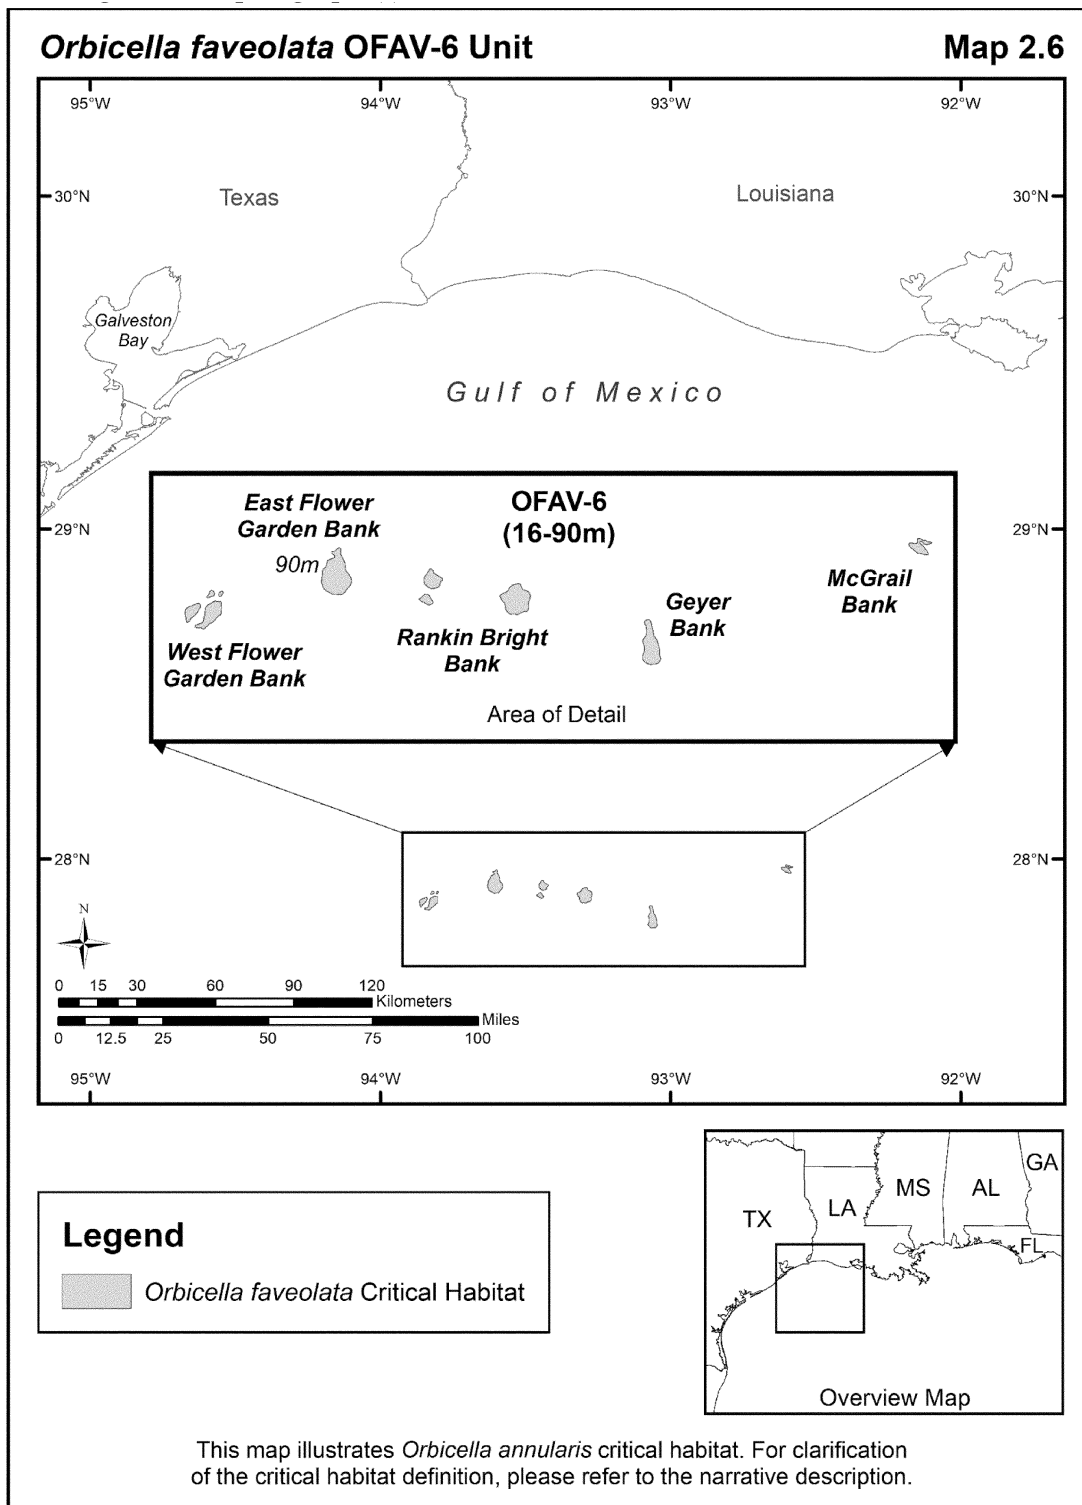 Orbicella faveolata OFAV-6 Unit
Map 2.6
95°W
94°W
93°W
92°W
30°N
Texas
Louisiana
30°N
Galveston
Bay
Gulf of Mexico
29°N
29°N
East Flower
Garden Bank
90m
OFAV-6
(16-90m)
McGrail
Bank
Geyer
Bank
Rankin Bright
Bank
West Flower
Garden Bank
Area of Detail
28°N
28°N
N
0 15 30 60 90 120
Kilometers
Miles
0 12.5 25 50 75 100
95°W
94°W
93°W
92°W
Legend
Orbicella faveolata Critical Habitat
TX
LA
MS
AL
GA
FL
Overview Map
This map illustrates Orbicella annularis critical habitat. For clarification
of the critical habitat definition, please refer to the narrative description.